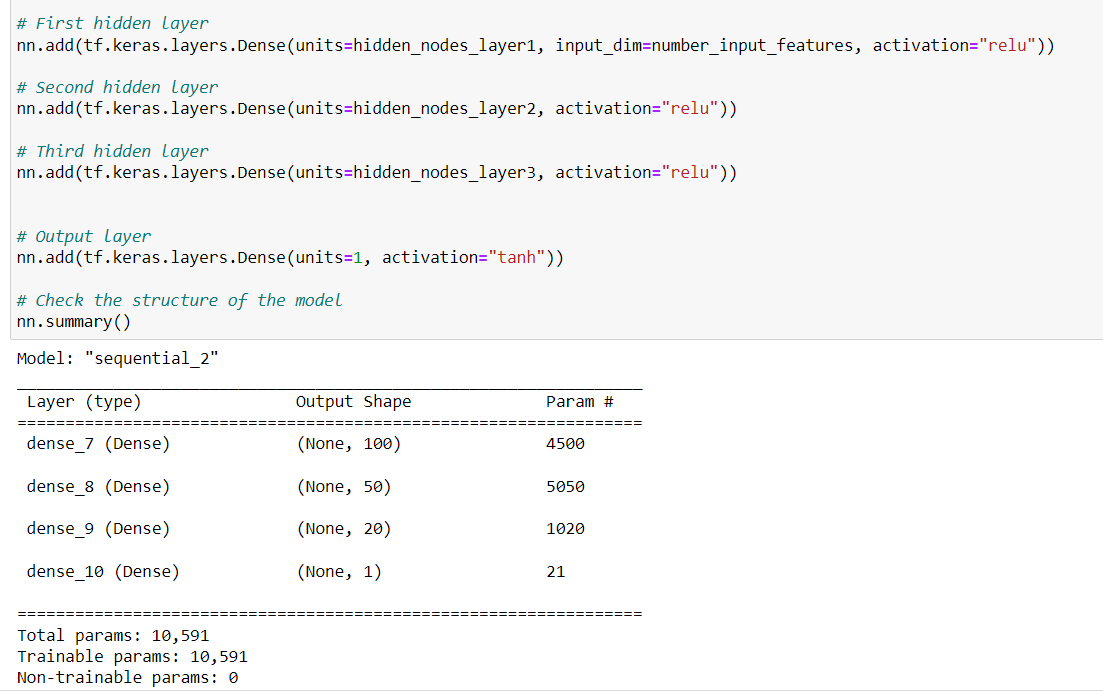 # First hidden layer
nn.add(tf.keras.layers.Dense(units=hidden_nodes_layer1, input_dim=number_input_features, activation="relu"))
# Second hidden layer
nn.add(tf.keras.layers.Dense(units=hidden_nodes_layer2, activation="relu"))
# Third hidden layer
nn.add(tf.keras.layers.Dense(units=hidden_nodes_layer3, activation="relu"))
# Output layer
nn.add(tf.keras.layers.Dense(units=1, activation="tanh"))
# Check the structure of the model
nn.summary()
Model: "sequential_2"
_________________________________________________________________
Layer (type) Output Shape Param #
=================================================================
dense_7 (Dense) (None, 100) 4500
dense_8 (Dense) (None, 50) 5050
dense_9 (Dense) (None, 20) 1020
dense_10 (Dense) (None, 1) 21
=================================================================
Total params: 10,591
Trainable params: 10,591
Non-trainable params: 0